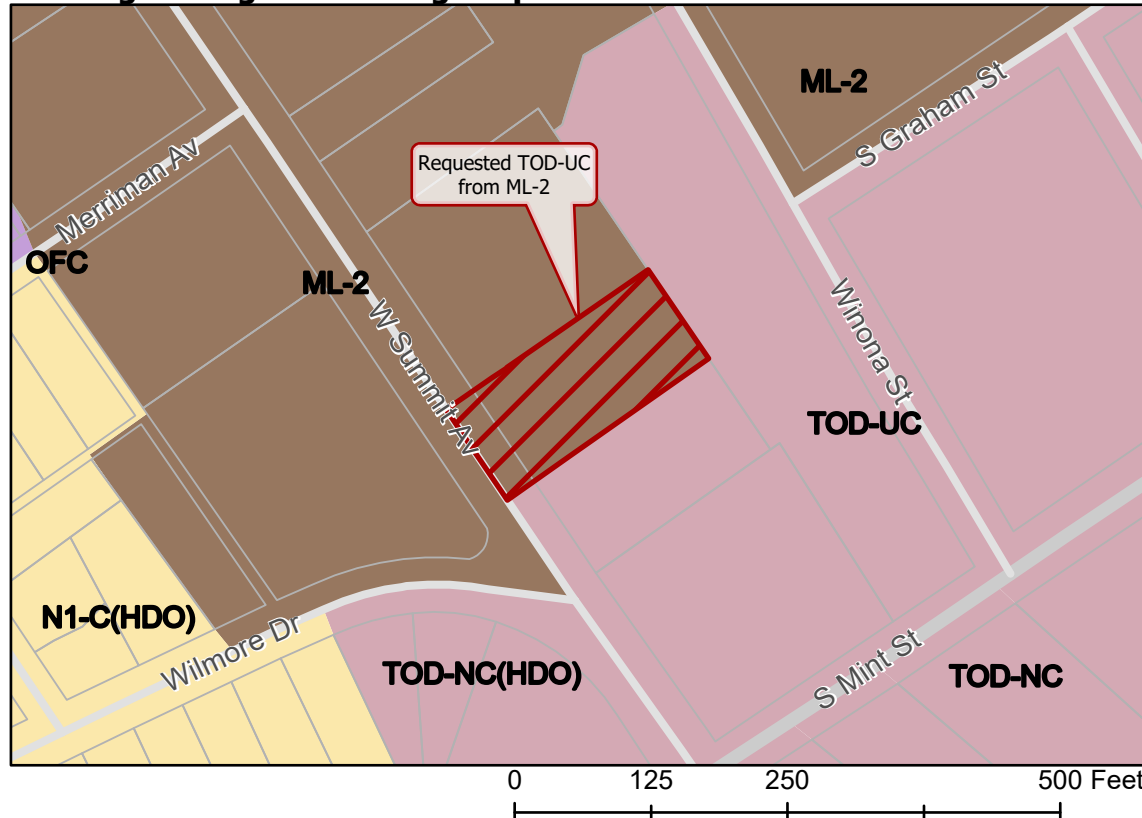 ML-2
S Graham St
Merriman Av
Requested TOD-UC
from ML-2
OFC
ML-2
W Summit Av
Winona St
TOD-UC
N1-C(HDO)
Wilmore Dr
TOD-NC(HDO)
S Mint St
TOD-NC
0 125 250 500 Feet